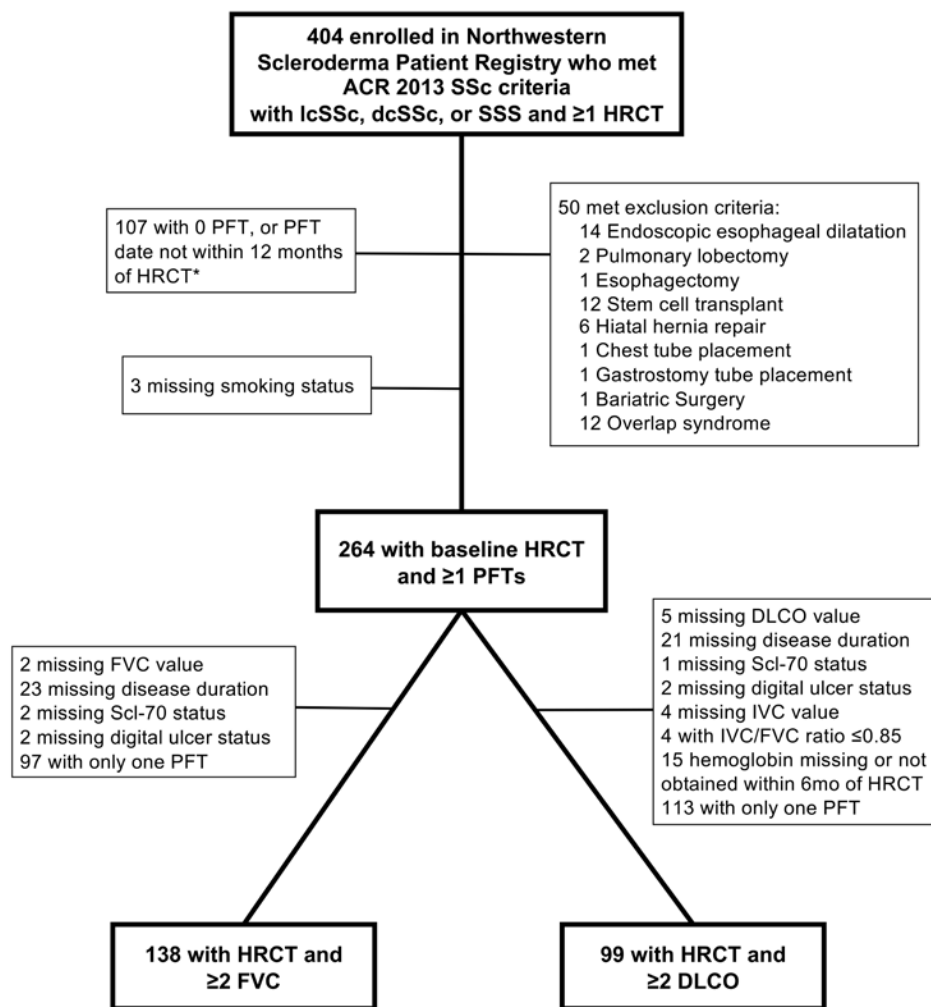 404 enrolled in Northwestern
Scleroderma Patient Registry who met
ACR 2013 SSc criteria
with lcSSc, dcSSc, or SSS and ≥1 HRCT
107 with 0 PFT, or PFT
date not within 12 months
of HRCT*
50 met exclusion criteria:
14 Endoscopic esophageal dilatation
2 Pulmonary lobectomy
1 Esophagectomy
12 Stem cell transplant
6 Hiatal hernia repair
1 Chest tube placement
1 Gastrostomy tube placement
1 Bariatric Surgery
12 Overlap syndrome
3 missing smoking status
264 with baseline HRCT
and ≥1 PFTs
2 missing FVC value
23 missing disease duration
2 missing Scl-70 status
2 missing digital ulcer status
97 with only one PFT
5 missing DLCO value
21 missing disease duration
1 missing Scl-70 status
2 missing digital ulcer status
4 missing IVC value
4 with IVC/FVC ratio ≤0.85
15 hemoglobin missing or not
obtained within 6mo of HRCT
113 with only one PFT
138 with HRCT and
≥2 FVC
99 with HRCT and
≥2 DLCO